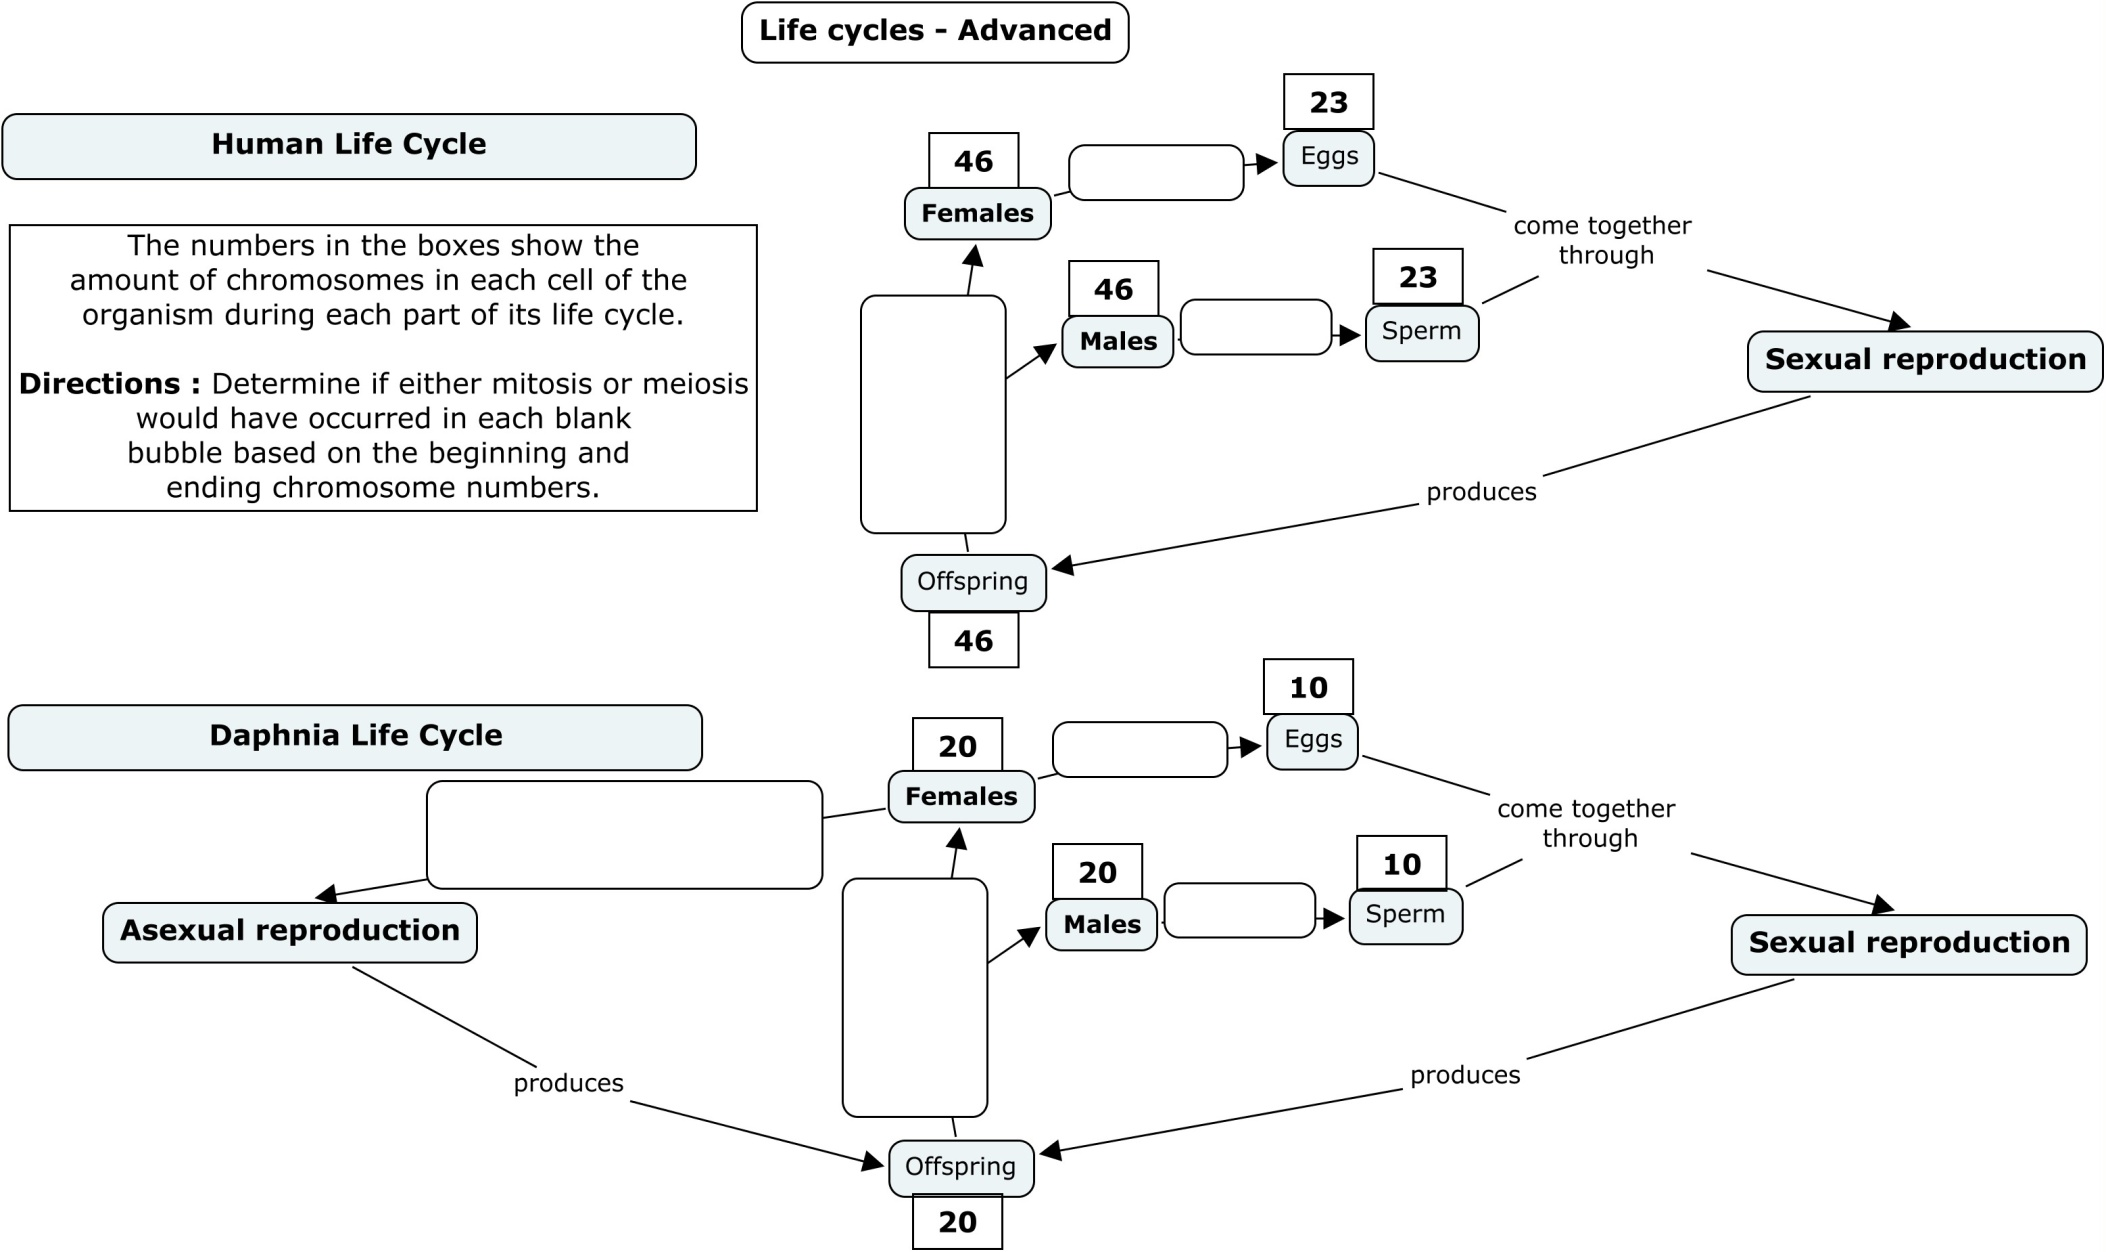 Life cycles - Advanced
Human Life Cycle
The numbers in the boxes show the
amount of chromosomes in each cell of the
organism during each part of its life cycle.
Directions : Determine if either mitosis or meiosis
would have occurred in each blank
bubble based on the beginning and
ending chromosome numbers.
46
Females
23
Eggs
46
Males
23
Sperm
come together
through
Sexual reproduction
produces
Offspring
46
Daphnia Life Cycle
20
Females
10
Eggs
20
Males
10
Sperm
come together
through
Asexual reproduction
Sexual reproduction
produces
produces
Offspring
20